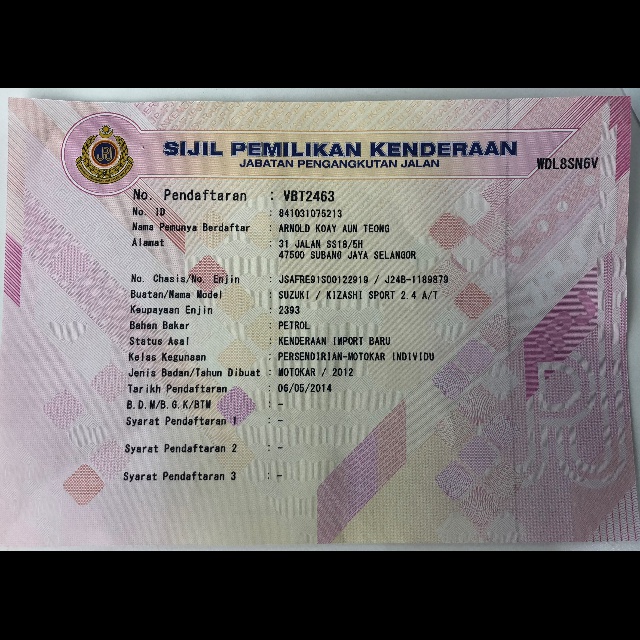 SIJIL PEMILIKAN KENDERAAN
JABATAN PENGANGKUTAN JALAN
WDL8SN6V
No. Pendaftaran : VBT2463
No. ID : 841031075213
Nama Pemunya Berdaftar : ARNOLD KOAY AUN TEONG
Alamat : 31 JALAN SS18/5H
47500 SUBANG JAYA SELANGOR
No. Chasis/No. Enjin : JSAFRE91S00122919 / J24B-1189879
Buatan/Nama Model : SUZUKI / KIZASHI SPORT 2.4 A/T
Keupayaan Enjin : 2393
Bahan Bakar : PETROL
Status Asal : KENDERAAN IMPORT BARU
Kelas Kegunaan : PERSENDIRIAN-MOTOKAR INDIVIDU
Jenis Badan/Tahun Dibuat : MOTOKAR / 2012
Tarikh Pendaftaran : 06/05/2014
B.D.M/B.G.K/BTM : -
Syarat Pendaftaran 1 : -
Syarat Pendaftaran 2 : -
Syarat Pendaftaran 3 : -